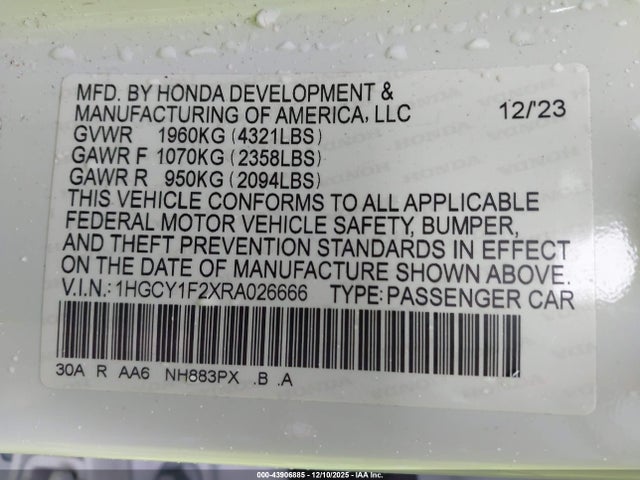 MFD. BY HONDA DEVELOPMENT &
MANUFACTURING OF AMERICA, LLC 12/'23
GVWR 1960KG (4321LBS)
GAWR F 1070KG (2358LBS)
GAWR R 950KG (2094LBS)
THIS VEHICLE CONFORMS TO ALL APPLICABLE
FEDERAL MOTOR VEHICLE SAFETY, BUMPER,
AND THEFT PREVENTION STANDARDS IN EFFECT
ON THE DATE OF MANUFACTURE SHOWN ABOVE.
V.I.N.: 1HGCY1F2XRA026666 TYPE: PASSENGER CAR
30A R AA6 NH883PX .B .A
000-43906885 - 12/10/2025 - IAA Inc.